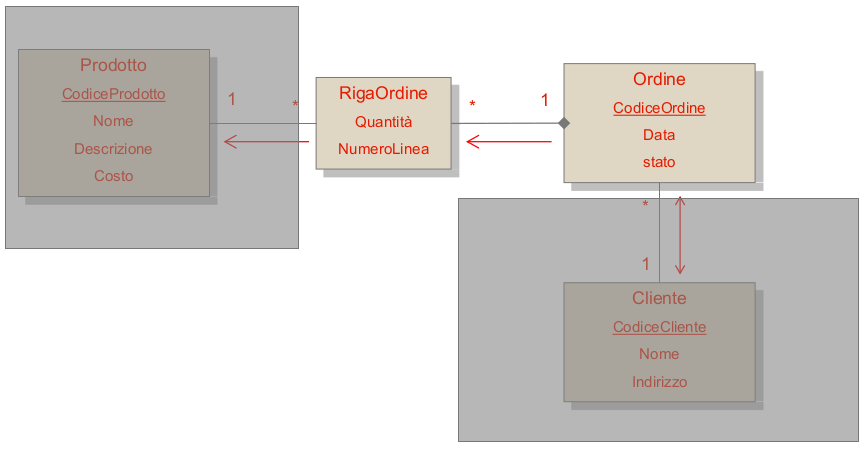 Prodotto
CodiceProdotto
Nome
Descrizione
Costo
1
*
RigaOrdine
Quantità
NumeroLinea
*
1
Ordine
CodiceOrdine
Data
stato
*
1
Cliente
CodiceCliente
Nome
Indirizzo